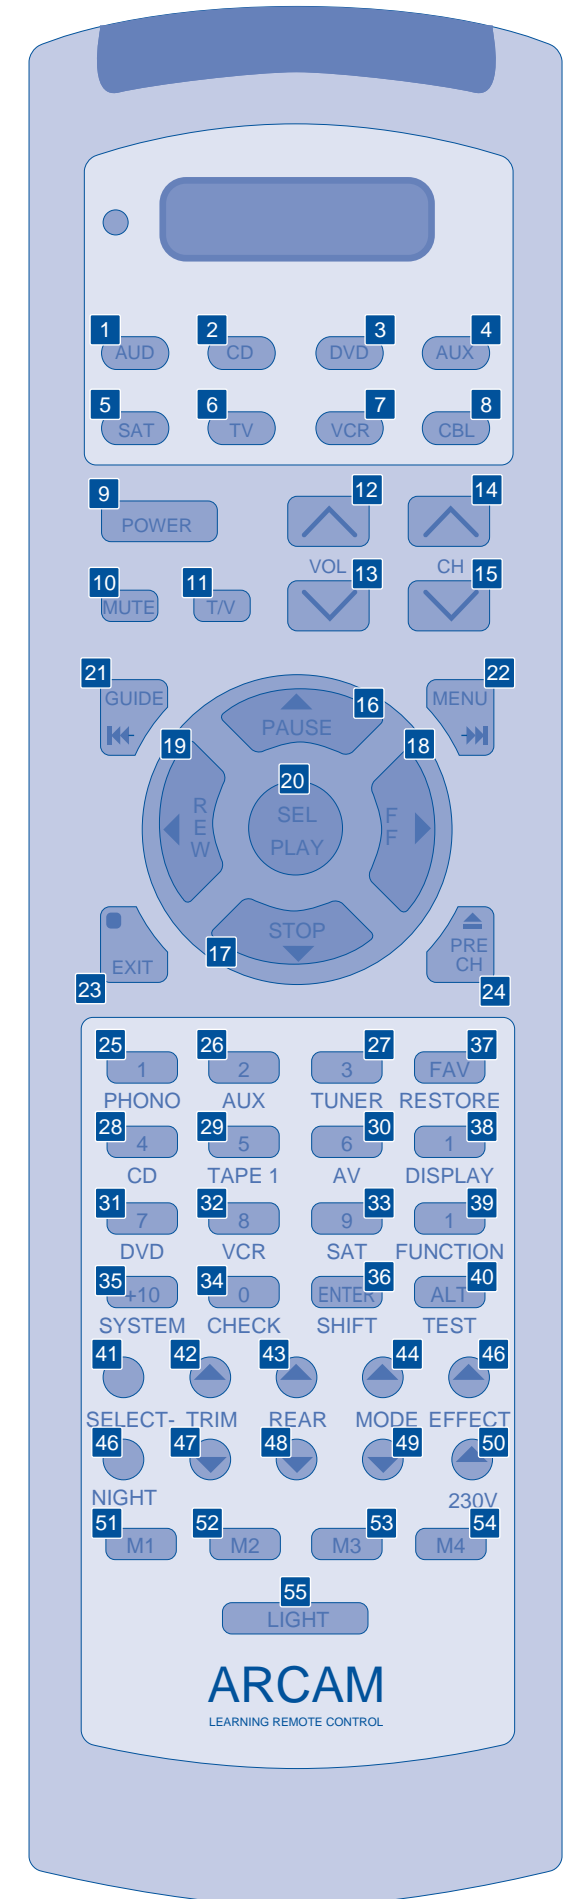 1 2 3 4
AUD CD DVD AUX
5 6 7 8
SAT TV VCR CBL
9 12 14
POWER
VOL CH
10 11 13 15
MUTE T/V
21 22
GUIDE MENU
16
PAUSE
19 18
20
REW SEL FF
PLAY
STOP
17
EXIT PRE CH
23 24
25 26 27 37
1 2 3 FAV
PHONO AUX TUNER RESTORE
28 29 30 38
4 5 6 1
CD TAPE 1 AV DISPLAY
31 32 33 39
7 8 9 1
DVD VCR SAT FUNCTION
35 34 36 40
+10 0 ENTER ALT
SYSTEM CHECK SHIFT TEST
41 42 43 44 46
SELECT- TRIM REAR MODE EFFECT
46 47 48 49 50
NIGHT 230V
51 52 53 54
M1 M2 M3 M4
55
LIGHT
ARCAM
LEARNING REMOTE CONTROL